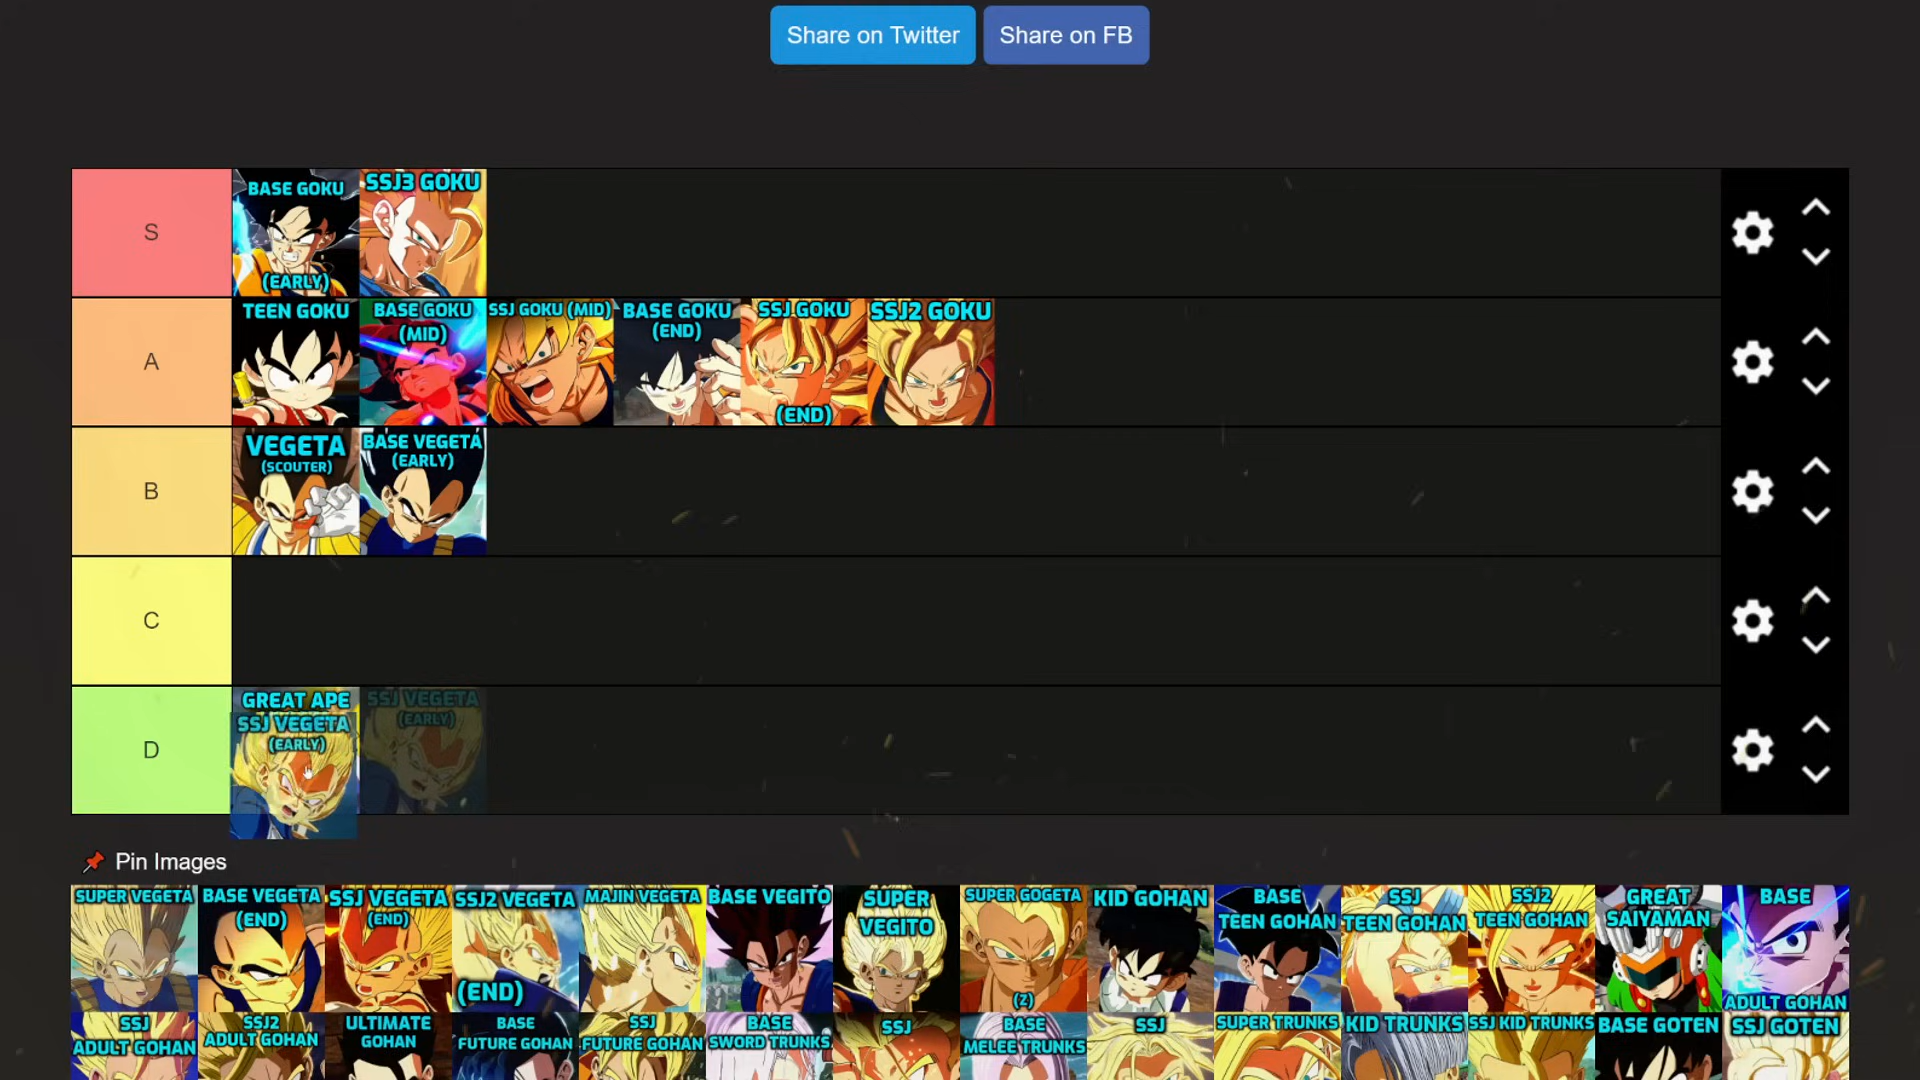 Share on Twitter
Share on FB
S
BASE GOKU
(EARLY)
SSJ3 GOKU
A
TEEN GOKU
BASE GOKU
(MID)
SSJ GOKU (MID)
BASE GOKU
(END)
SSJ GOKU
(END)
SSJ2 GOKU
B
VEGETA
(SCOUTER)
BASE VEGETA
(EARLY)
C
D
GREAT APE
SSJ VEGETA
(EARLY)
SSJ VEGETA
(EARLY)
Pin Images
SUPER VEGETA
BASE VEGETA
(END)
SSJ VEGETA
(END)
SSJ2 VEGETA
(END)
MAJIN VEGETA
BASE VEGITO
SUPER
VEGITO
SUPER GOGETA
(Z)
KID GOHAN
BASE
TEEN GOHAN
SSJ
TEEN GOHAN
SSJ2
TEEN GOHAN
GREAT
SAIYAMAN
BASE
ADULT GOHAN
SSJ
ADULT GOHAN
SSJ2
ADULT GOHAN
ULTIMATE
GOHAN
BASE
FUTURE GOHAN
SSJ
FUTURE GOHAN
BASE
SWORD TRUNKS
SSJ
BASE
MELEE TRUNKS
SSJ
SUPER TRUNKS
KID TRUNKS
SSJ KID TRUNKS
BASE GOTEN
SSJ GOTEN